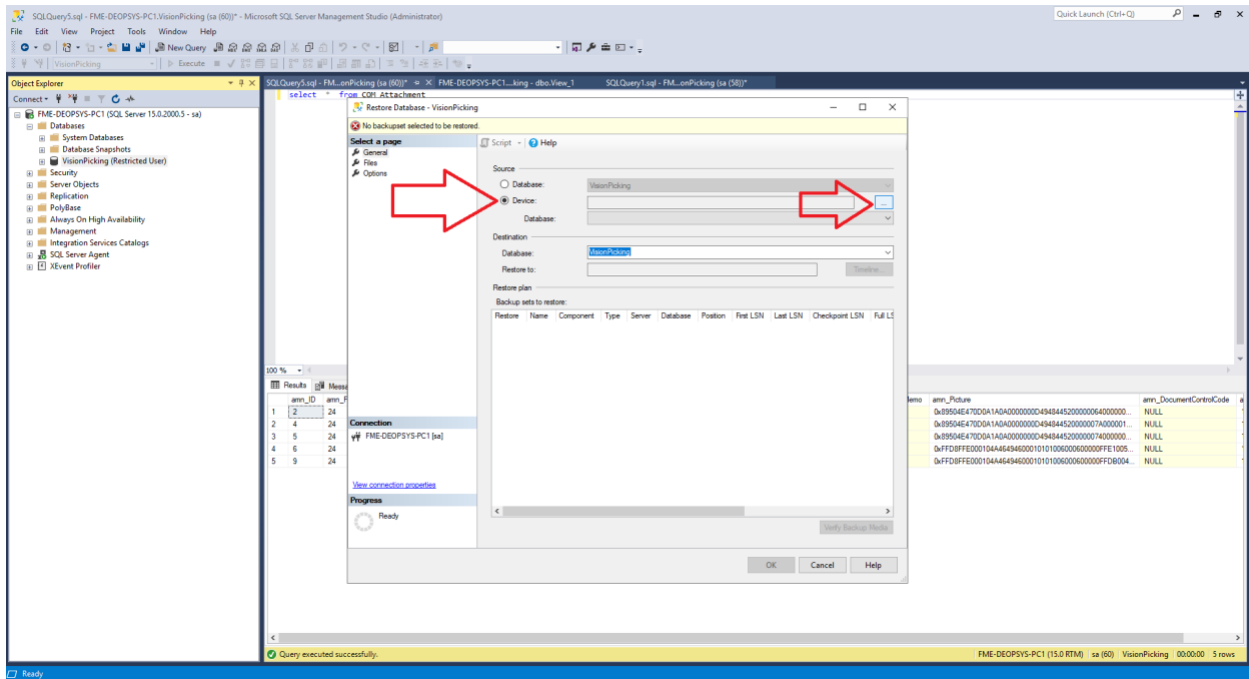 SQLQuery5.sql - FME-DEOPSYS-PC1.VisionPicking (sa (60))* - Microsoft SQL Server Management Studio (Administrator)
Quick Launch (Ctrl+Q)
File Edit View Project Tools Window Help
New Query
VisionPicking
Execute
Object Explorer
Connect
FME-DEOPSYS-PC1 (SQL Server 15.0.2000.5 - sa)
Databases
System Databases
Database Snapshots
VisionPicking (Restricted User)
Security
Server Objects
Replication
PolyBase
Always On High Availability
Management
Integration Services Catalogs
SQL Server Agent
XEvent Profiler
SQLQuery5.sql - FM...onPicking (sa (60))* FME-DEOPSYS-PC1....king - dbo.View_1 SQLQuery1.sql - FM...onPicking (sa (58))*
select * from COM Attachment
Restore Database - VisionPicking
No backupset selected to be restored.
Select a page
General
Files
Options
Script Help
Source
Database: VisionPicking
Device: ...
Database:
Destination
Database: VisionPicking
Restore to: Timeline...
Restore plan
Backup sets to restore:
Restore Name Component Type Server Database Position First LSN Last LSN Checkpoint LSN Full LS
Connection
FME-DEOPSYS-PC1 [sa]
View connection properties
Progress
Ready
Verify Backup Media
OK Cancel Help
100 %
Results Messa
amn_ID amn_F
1 2 24
2 4 24
3 5 24
4 6 24
5 9 24
lemo amn_Picture amn_DocumentControlCode a
NULL
NULL
NULL
NULL
NULL
Query executed successfully.
FME-DEOPSYS-PC1 (15.0 RTM) sa (60) VisionPicking 00:00:00 5 rows
Ready